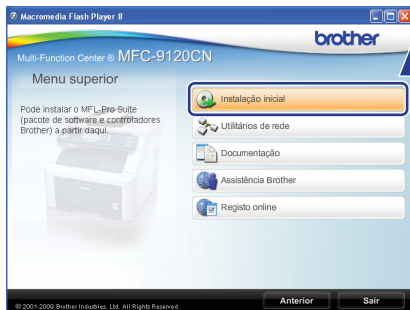 Macromedia Flash Player 8
brother
Multi-Function Center ® MFC-9120CN
Menu superior
Pode instalar o MFL-Pro Suite
(pacote de software e controladores
Brother) a partir daqui.
Instalação inicial
Utilitários de rede
Documentação
Assistência Brother
Registo online
© 2001-2009 Brother Industries, Ltd. All Rights Reserved.
Anterior
Sair